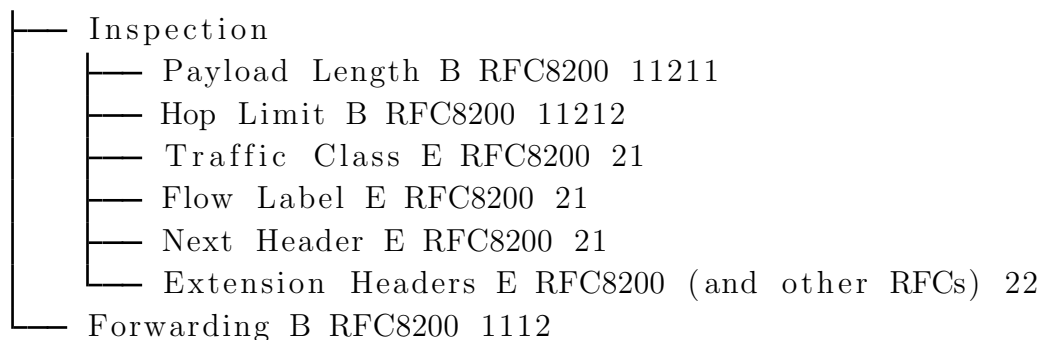 Inspection
Payload Length B RFC8200 11211
Hop Limit B RFC8200 11212
Traffic Class E RFC8200 21
Flow Label E RFC8200 21
Next Header E RFC8200 21
Extension Headers E RFC8200 (and other RFCs) 22
Forwarding B RFC8200 1112